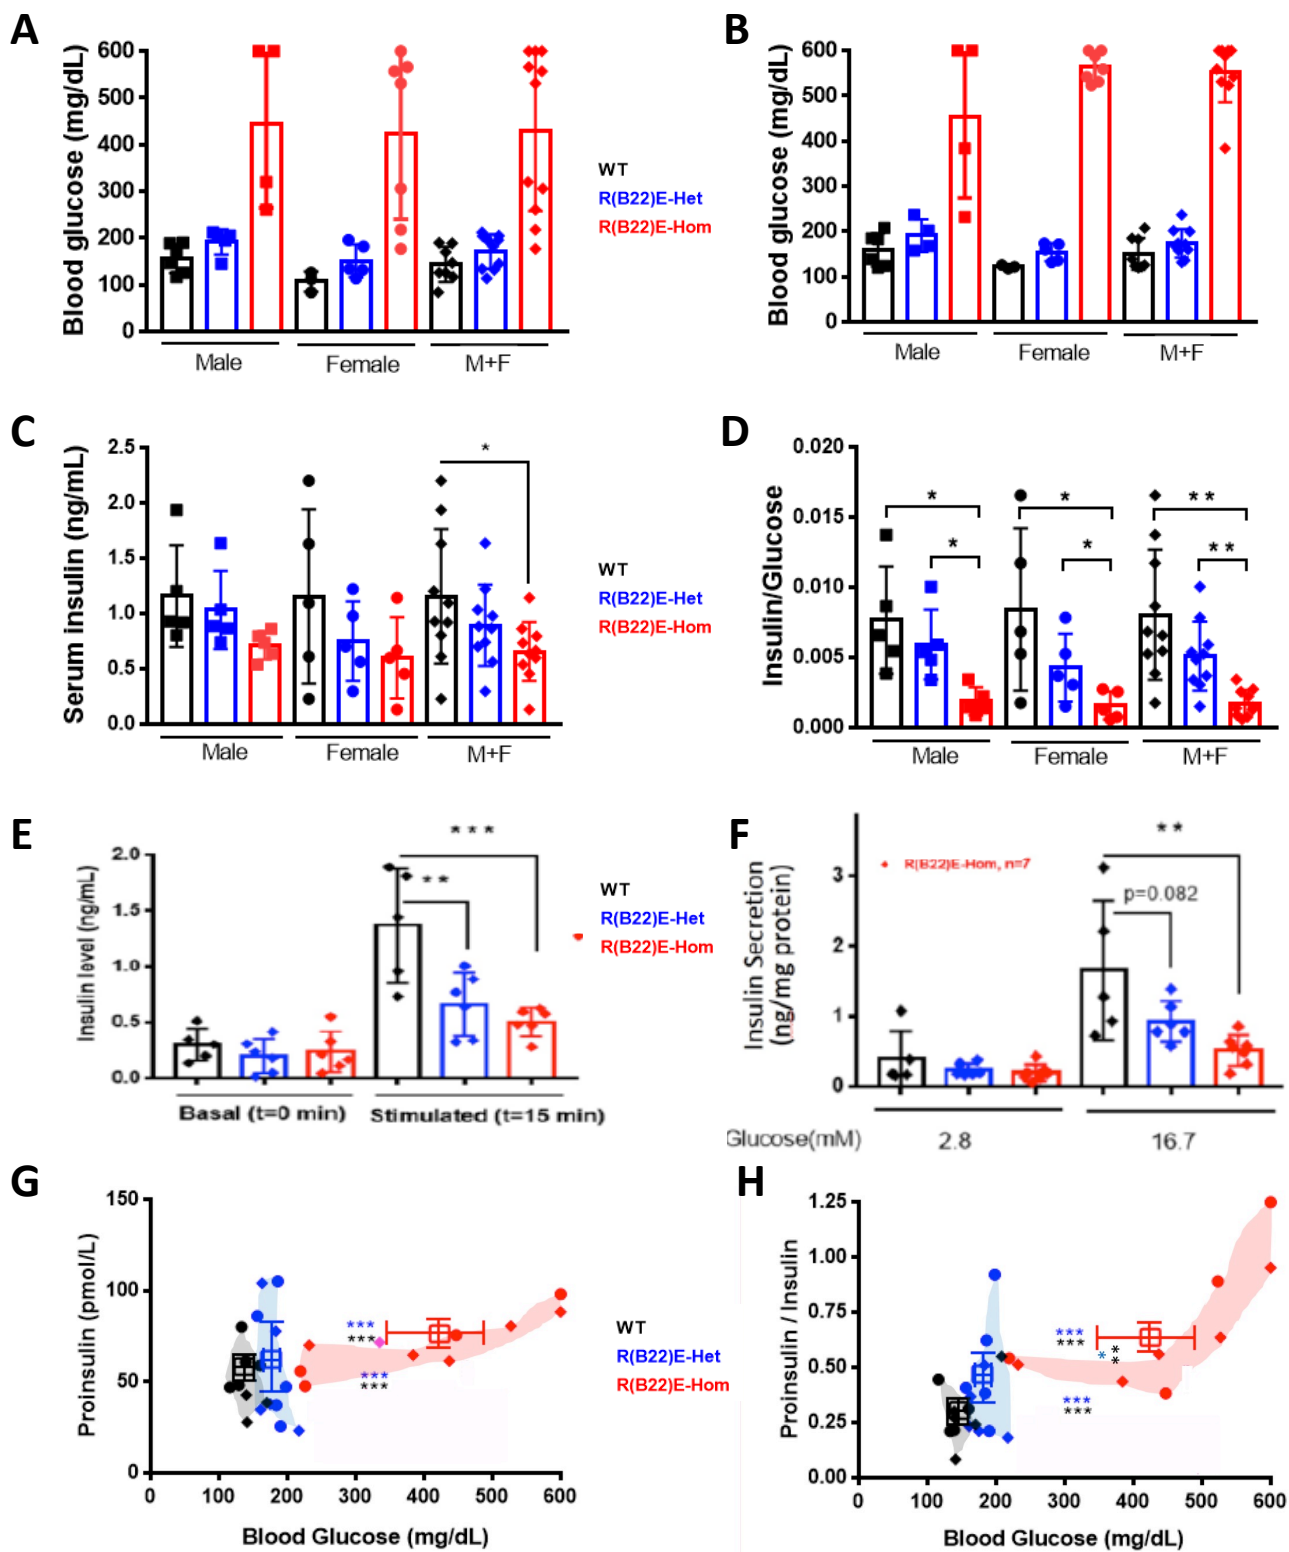 A
B
Blood glucose (mg/dL)
600
500
400
300
200
100
0
Male
Female
M+F
WT
R(B22)E-Het
R(B22)E-Hom
Blood glucose (mg/dL)
600
500
400
300
200
100
0
Male
Female
M+F
C
D
Serum insulin (ng/mL)
2.5
2.0
1.5
1.0
0.5
0.0
*
Male
Female
M+F
WT
R(B22)E-Het
R(B22)E-Hom
Insulin/Glucose
0.020
0.015
0.010
0.005
0.000
*
*
*
*
**
**
Male
Female
M+F
E
F
Insulin level (ng/mL)
2.0
1.5
1.0
0.5
0.0
***
**
Basal (t=0 min)
Stimulated (t=15 min)
WT
R(B22)E-Het
R(B22)E-Hom
Insulin Secretion
(ng/mg protein)
3
2
1
0
R(B22)E-Hom, n=7
**
p=0.082
Glucose(mM)
2.8
16.7
G
H
Proinsulin (pmol/L)
150
100
50
0
***
***
***
***
0
100
200
300
400
500
600
Blood Glucose (mg/dL)
WT
R(B22)E-Het
R(B22)E-Hom
Proinsulin / Insulin
1.25
1.00
0.75
0.50
0.25
0.00
***
***
*
**
***
***
0
100
200
300
400
500
600
Blood Glucose (mg/dL)